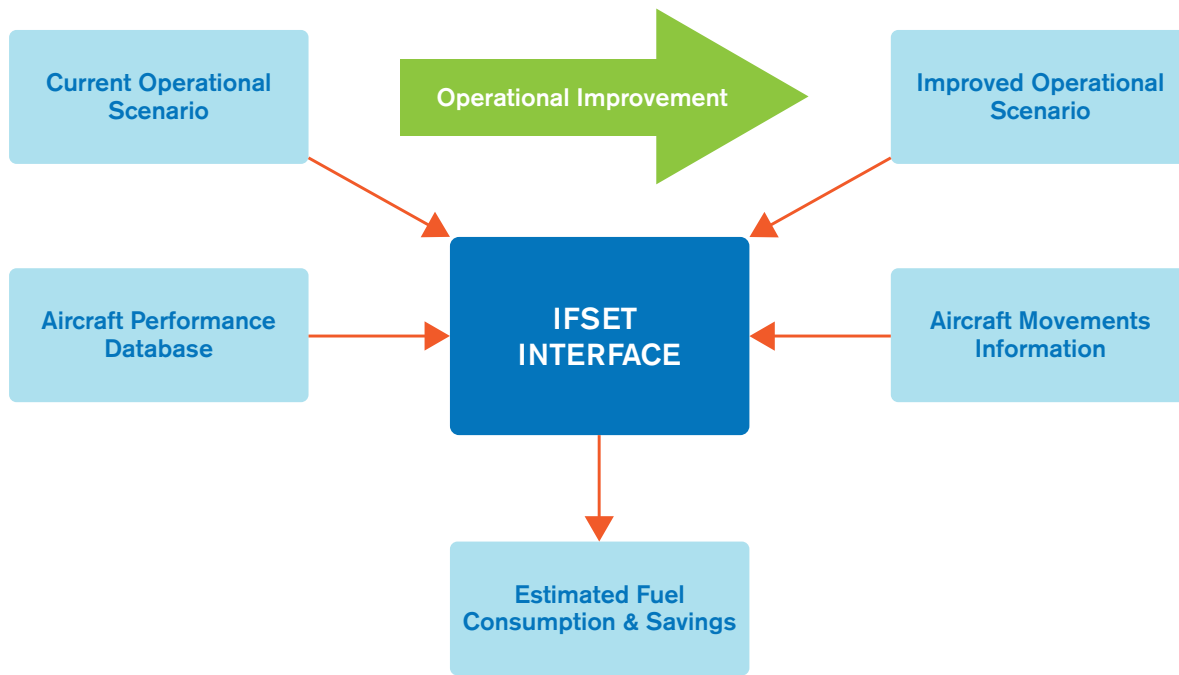 Current Operational
Scenario
Operational Improvement
Improved Operational
Scenario
Aircraft Performance
Database
IFSET
INTERFACE
Aircraft Movements
Information
Estimated Fuel
Consumption & Savings